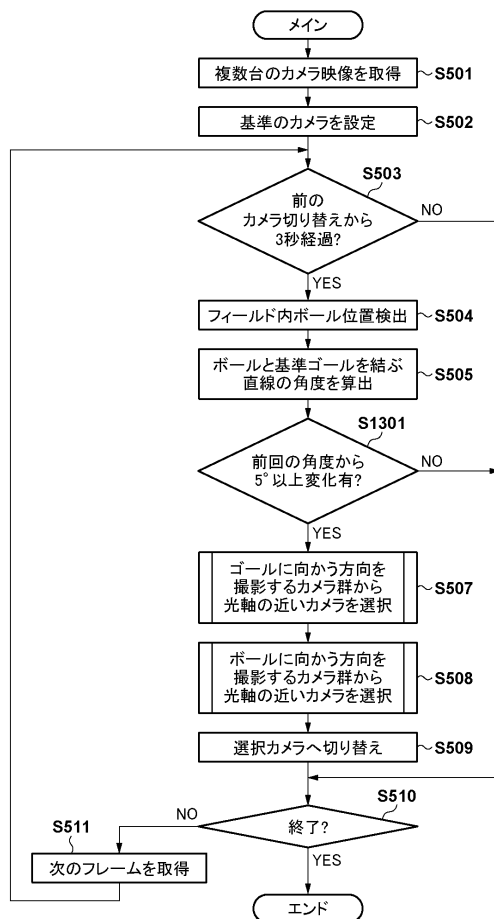 メイン
複数台のカメラ映像を取得
S501
基準のカメラを設定
S502
S503
前の
カメラ切り替えから
3秒経過?
NO
YES
フィールド内ボール位置検出
S504
ボールと基準ゴールを結ぶ
直線の角度を算出
S505
S1301
前回の角度から
5°以上変化有?
NO
YES
ゴールに向かう方向を
撮影するカメラ群から
光軸の近いカメラを選択
S507
ボールに向かう方向を
撮影するカメラ群から
光軸の近いカメラを選択
S508
選択カメラへ切り替え
S509
S510
終了?
NO
YES
S511
次のフレームを取得
エンド